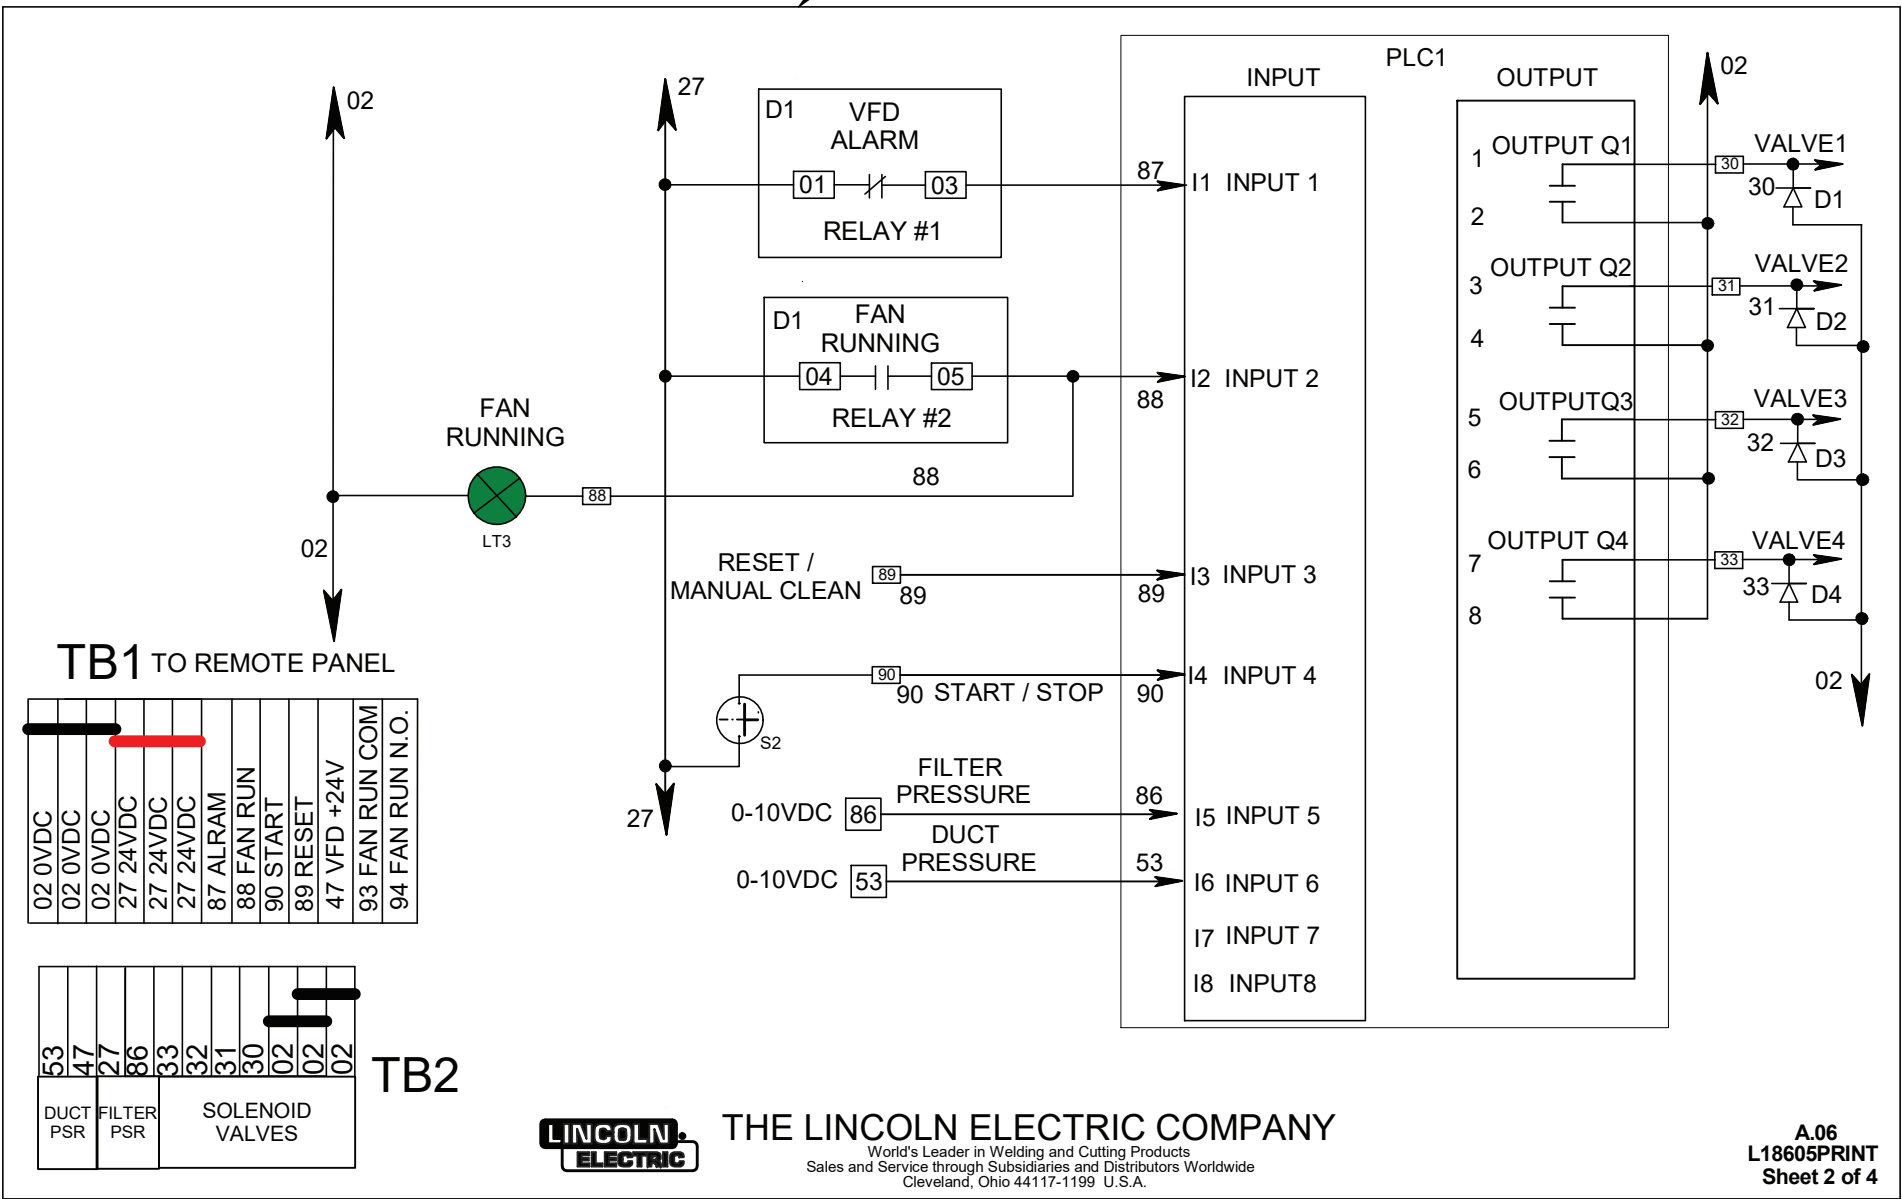 PLC1
INPUT
OUTPUT
02
27
02
D1
VFD
ALARM
01
03
RELAY #1
87
I1 INPUT 1
D1
FAN
RUNNING
04
05
RELAY #2
88
I2 INPUT 2
FAN
RUNNING
LT3
88
88
02
RESET /
MANUAL CLEAN
89
89
89
I3 INPUT 3
90
90 START / STOP
90
I4 INPUT 4
S2
27
FILTER
PRESSURE
0-10VDC
86
86
I5 INPUT 5
DUCT
PRESSURE
0-10VDC
53
53
I6 INPUT 6
I7 INPUT 7
I8 INPUT8
1
OUTPUT Q1
2
30
VALVE1
30
D1
3
OUTPUT Q2
4
31
VALVE2
31
D2
5
OUTPUTQ3
6
32
VALVE3
32
D3
7
OUTPUT Q4
8
33
VALVE4
33
D4
02
TB1 TO REMOTE PANEL
02 0VDC
02 0VDC
02 0VDC
27 24VDC
27 24VDC
27 24VDC
87 ALRAM
88 FAN RUN
90 START
89 RESET
47 VFD +24V
93 FAN RUN COM
94 FAN RUN N.O.
53
47
27
86
33
32
31
30
02
02
02
TB2
DUCT
PSR
FILTER
PSR
SOLENOID
VALVES
LINCOLN
ELECTRIC
THE LINCOLN ELECTRIC COMPANY
World's Leader in Welding and Cutting Products
Sales and Service through Subsidiaries and Distributors Worldwide
Cleveland, Ohio 44117-1199 U.S.A.
A.06
L18605PRINT
Sheet 2 of 4